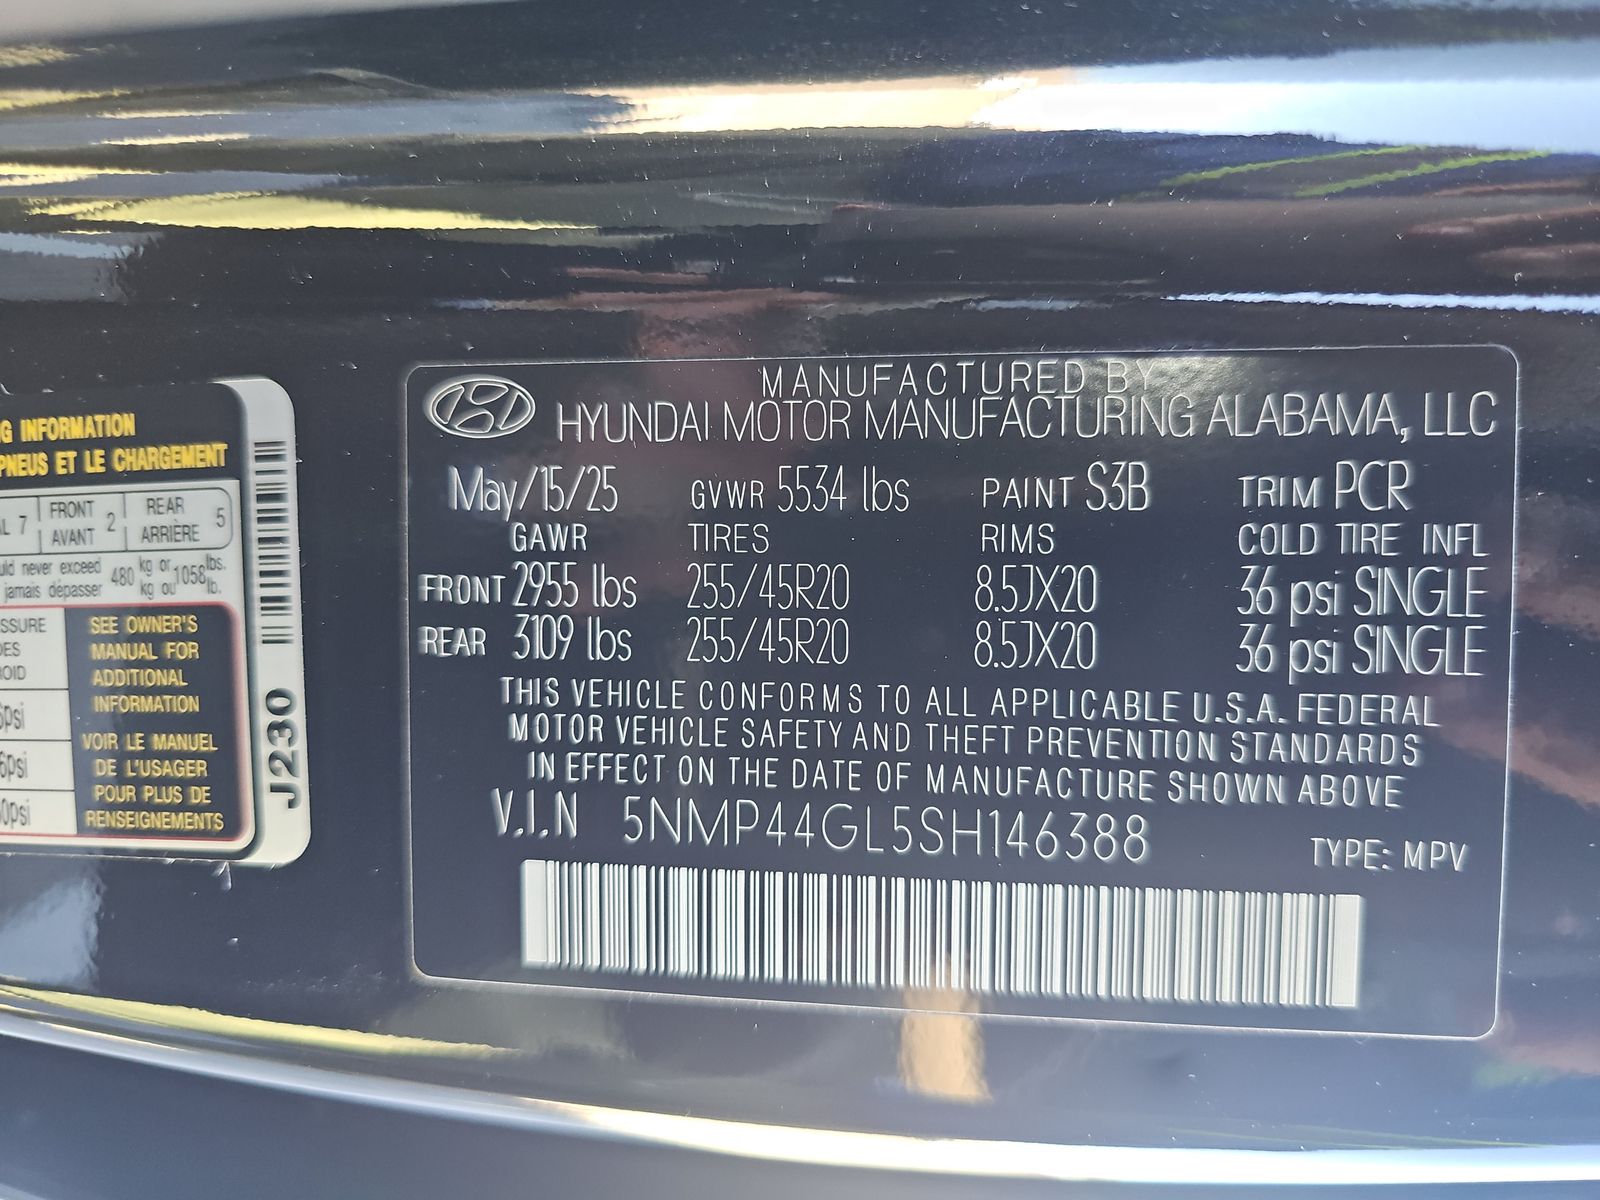 MANUFACTURED BY
HYUNDAI MOTOR MANUFACTURING ALABAMA, LLC
May/15/25 GVWR 5534 lbs PAINT S3B TRIM PCR
GAWR TIRES RIMS COLD TIRE INFL
FRONT 2955 lbs 255/45R20 8.5JX20 36 psi SINGLE
REAR 3109 lbs 255/45R20 8.5JX20 36 psi SINGLE
THIS VEHICLE CONFORMS TO ALL APPLICABLE U.S.A. FEDERAL
MOTOR VEHICLE SAFETY AND THEFT PREVENTION STANDARDS
IN EFFECT ON THE DATE OF MANUFACTURE SHOWN ABOVE
V.I.N 5NMP44GL5SH146388
TYPE: MPV
INFORMATION
PNEUS ET LE CHARGEMENT
7 FRONT 2 REAR 5
AVANT ARRIÈRE
never exceed 480 kg or 1058 lbs.
jamais dépasser kg ou lb.
SEE OWNER'S
MANUAL FOR
ADDITIONAL
INFORMATION
VOIR LE MANUEL
DE L'USAGER
POUR PLUS DE
RENSEIGNEMENTS
J230